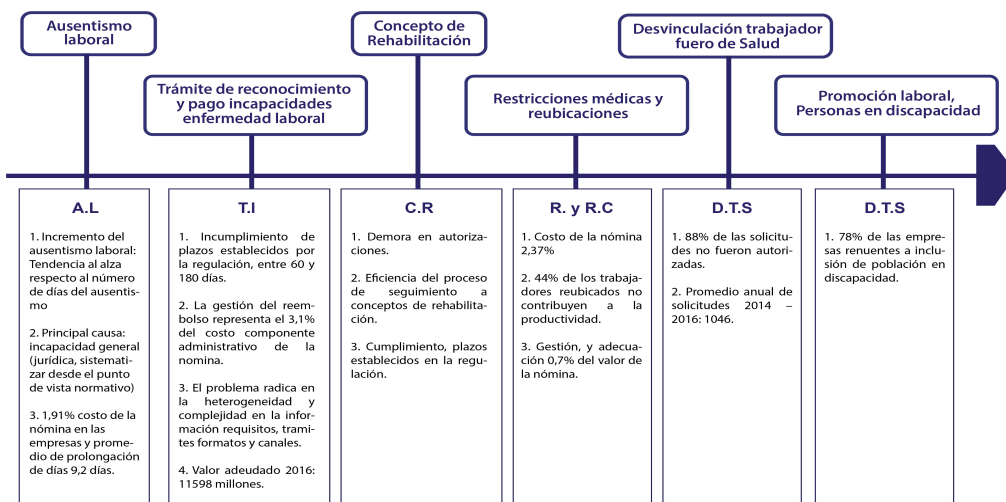 Ausentismo
laboral
Trámite de reconocimiento
y pago incapacidades
enfermedad laboral
Concepto de
Rehabilitación
Restricciones médicas y
reubicaciones
Desvinculación trabajador
fuero de Salud
Promoción laboral,
Personas en discapacidad
A.L
1. Incremento del
ausentismo laboral:
Tendencia al alza
respecto al número
de días del ausentis-
mo
2. Principal causa:
incapacidad general
(jurídica, sistemati-
zar desde el punto
de vista normativo)
3. 1,91% costo de la
nómina en las
empresas y prome-
dio de prolongación
de días 9,2 días.
T.I
1. Incumplimiento de
plazos establecidos por
la regulación, entre 60 y
180 días.
2. La gestión del reem-
bolso representa el 3,1%
del costo componente
administrativo de la
nomina.
3. El problema radica en
la heterogeneidad y
complejidad en la infor-
mación requisitos, tramí-
tes formatos y canales.
4. Valor adeudado 2016:
11598 millones.
C.R
1. Demora en autoriza-
ciones.
2. Eficiencia del proceso
de seguimiento a
conceptos de rehabilita-
ción.
3. Cumplimiento, plazos
establecidos en la regu-
lación.
R. y R.C
1. Costo de la nómina
2,37%
2. 44% de los trabaja-
dores reubicados no
contribuyen a la
productividad.
3. Gestión, y adecua-
ción 0,7% del valor de
la nómina.
D.T.S
1. 88% de las solicitu-
des no fueron autori-
zadas.
2. Promedio anual de
solicitudes 2014 –
2016: 1046.
D.T.S
1. 78% de las empre-
sas renuentes a inclu-
sión de población en
discapacidad.